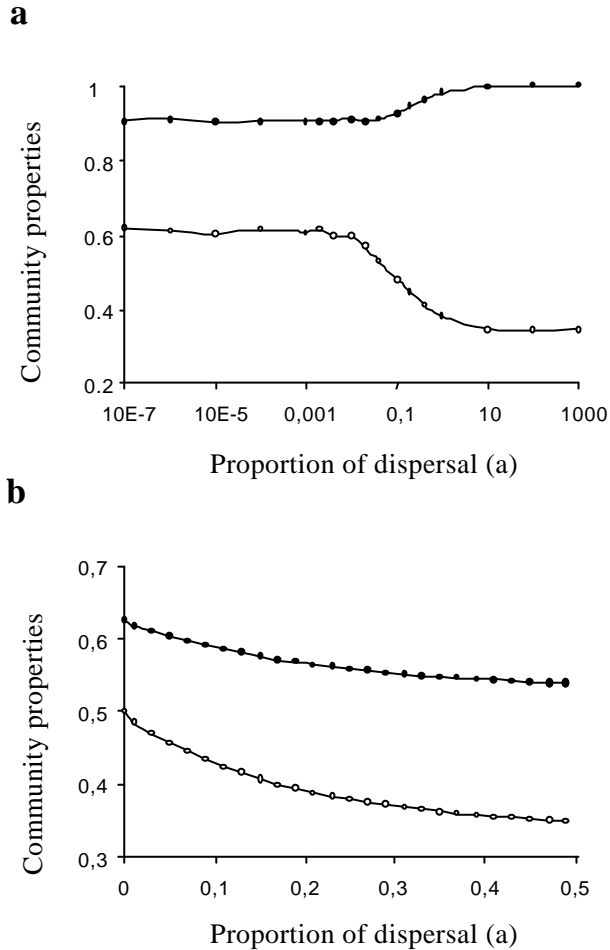 a
Community properties
1
0.8
0.6
0.4
0.2
10E-7 10E-5 0,001 0,1 10 1000
Proportion of dispersal (a)
b
Community properties
0,7
0,6
0,5
0,4
0,3
0 0,1 0,2 0,3 0,4 0,5
Proportion of dispersal (a)